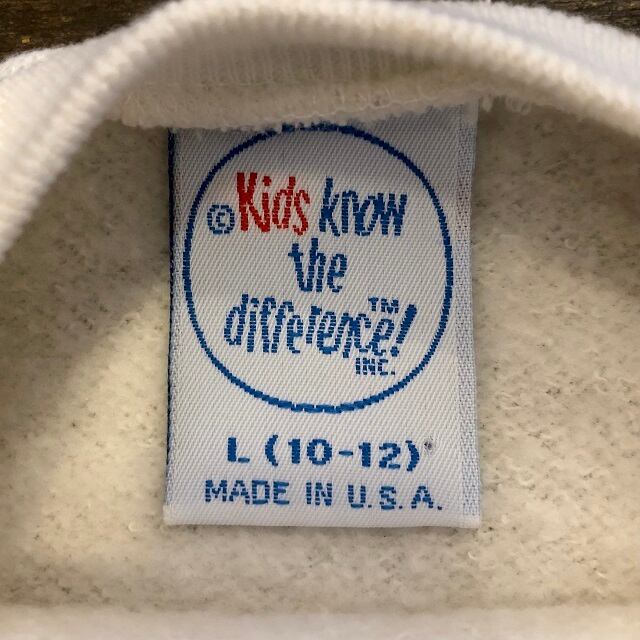 © Kids know
the
difference!™
INC.
L (10-12)
MADE IN U.S.A.